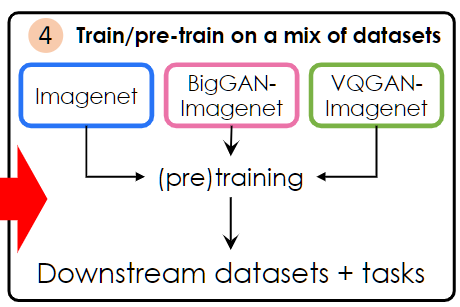 4 Train/pre-train on a mix of datasets
Imagenet
BigGAN-
Imagenet
VQGAN-
Imagenet
(pre)training
Downstream datasets + tasks